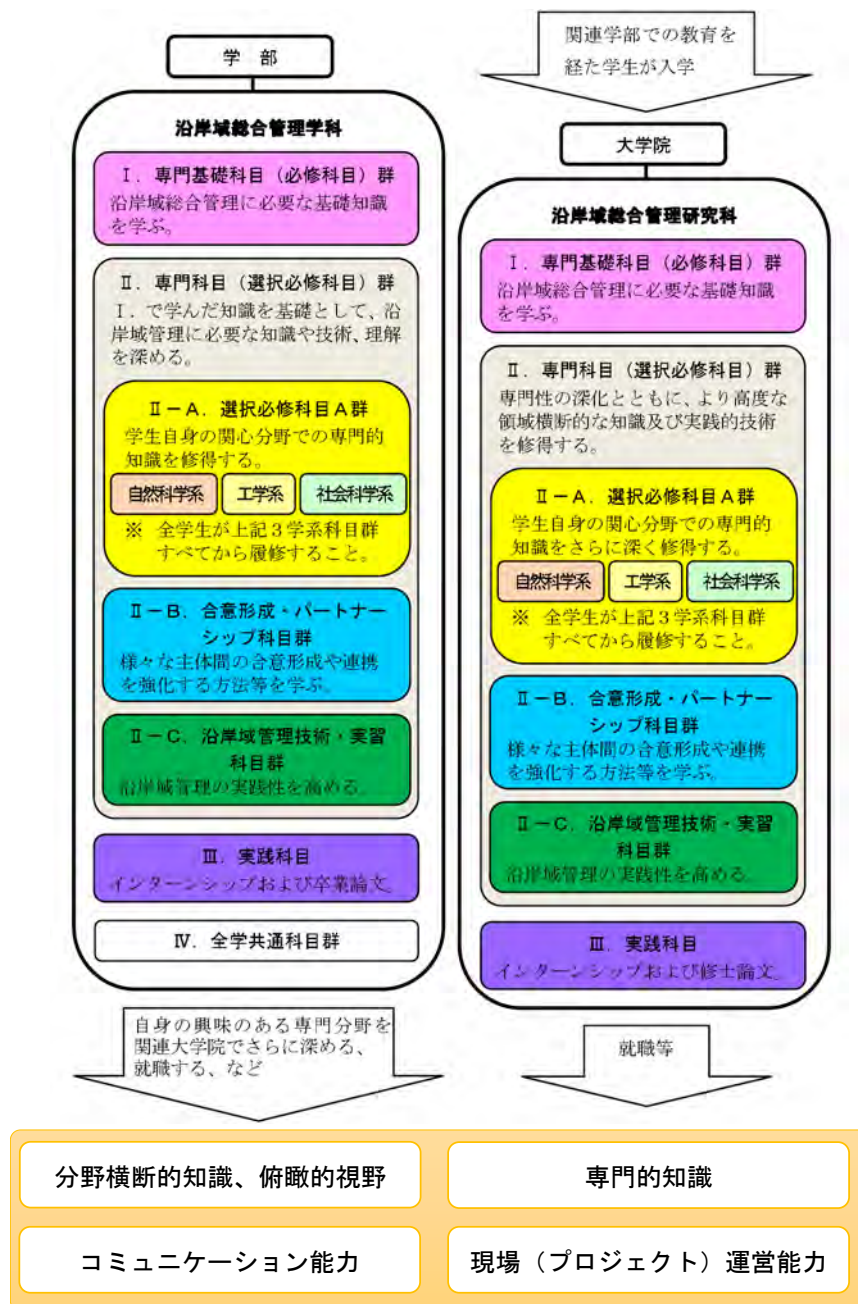 学 部
沿岸域総合管理学科
Ⅰ．専門基礎科目（必修科目）群
沿岸域総合管理に必要な基礎知識
を学ぶ。
Ⅱ．専門科目（選択必修科目）群
Ⅰ．で学んだ知識を基礎として、沿
岸域管理に必要な知識や技術、理解
を深める。
Ⅱ－Ａ．選択必修科目Ａ群
学生自身の関心分野での専門的
知識を修得する。
自然科学系 工学系 社会科学系
※ 全学生が上記３学系科目群
すべてから履修すること。
Ⅱ－Ｂ．合意形成・パートナー
シップ科目群
様々な主体間の合意形成や連携
を強化する方法等を学ぶ。
Ⅱ－Ｃ．沿岸域管理技術・実習
科目群
沿岸域管理の実践性を高める。
Ⅲ．実践科目
インターンシップおよび卒業論文。
Ⅳ．全学共通科目群
自身の興味のある専門分野を
関連大学院でさらに深める、
就職する、など
関連学部での教育を
経た学生が入学
大学院
沿岸域総合管理研究科
Ⅰ．専門基礎科目（必修科目）群
沿岸域総合管理に必要な基礎知識
を学ぶ。
Ⅱ．専門科目（選択必修科目）群
専門性の深化とともに、より高度な
領域横断的な知識及び実践的技術
を修得する。
Ⅱ－Ａ．選択必修科目Ａ群
学生自身の関心分野での専門的
知識をさらに深く修得する。
自然科学系 工学系 社会科学系
※ 全学生が上記３学系科目群
すべてから履修すること。
Ⅱ－Ｂ．合意形成・パートナー
シップ科目群
様々な主体間の合意形成や連携
を強化する方法等を学ぶ。
Ⅱ－Ｃ．沿岸域管理技術・実習
科目群
沿岸域管理の実践性を高める。
Ⅲ．実践科目
インターンシップおよび修士論文。
就職等
分野横断的知識、俯瞰的視野
専門的知識
コミュニケーション能力
現場（プロジェクト）運営能力